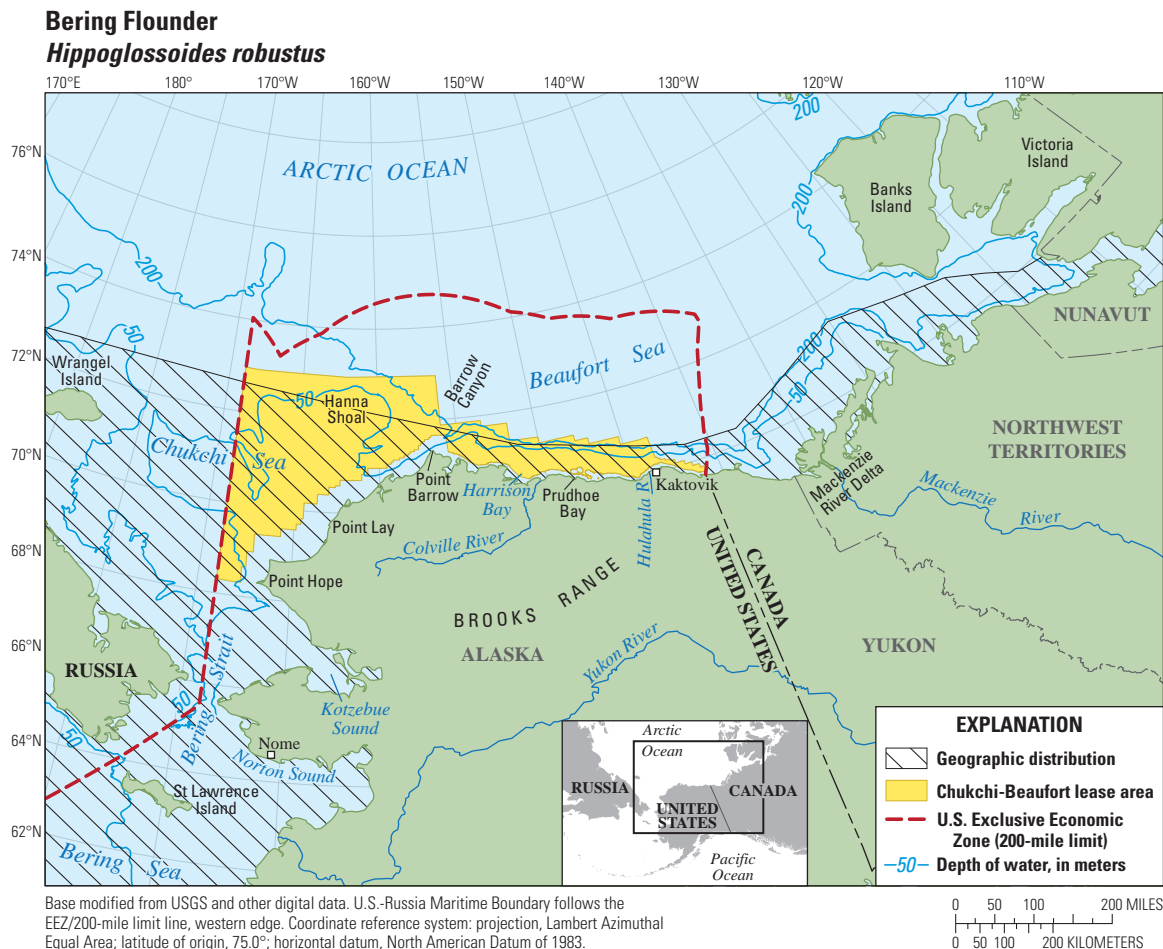 Bering Flounder
Hippoglossoides robustus
170°E
180°
170°W
160°W
150°W
140°W
130°W
120°W
110°W
76°N
74°N
72°N
70°N
68°N
66°N
64°N
62°N
ARCTIC OCEAN
200
200
200
200
50
50
50
50
50
Victoria
Island
Banks
Island
NUNAVUT
Wrangel
Island
Beaufort Sea
Barrow
Canyon
Hanna
Shoal
Chukchi Sea
NORTHWEST
TERRITORIES
Point
Barrow
Harrison
Bay
Prudhoe
Bay
Hulahula R.
Kaktovik
Mackenzie
River Delta
Mackenzie
River
Point Lay
Colville River
Point Hope
BROOKS RANGE
CANADA
UNITED STATES
ALASKA
YUKON
Yukon River
RUSSIA
Bering Strait
Kotzebue
Sound
Nome
Norton Sound
St Lawrence
Island
Bering Sea
Arctic
Ocean
RUSSIA
CANADA
UNITED
STATES
Pacific
Ocean
EXPLANATION
Geographic distribution
Chukchi-Beaufort lease area
U.S. Exclusive Economic
Zone (200-mile limit)
50
Depth of water, in meters
Base modified from USGS and other digital data. U.S.-Russia Maritime Boundary follows the
EEZ/200-mile limit line, western edge. Coordinate reference system: projection, Lambert Azimuthal
Equal Area; latitude of origin, 75.0°; horizontal datum, North American Datum of 1983.
0 50 100 200 MILES
0 50 100 200 KILOMETERS